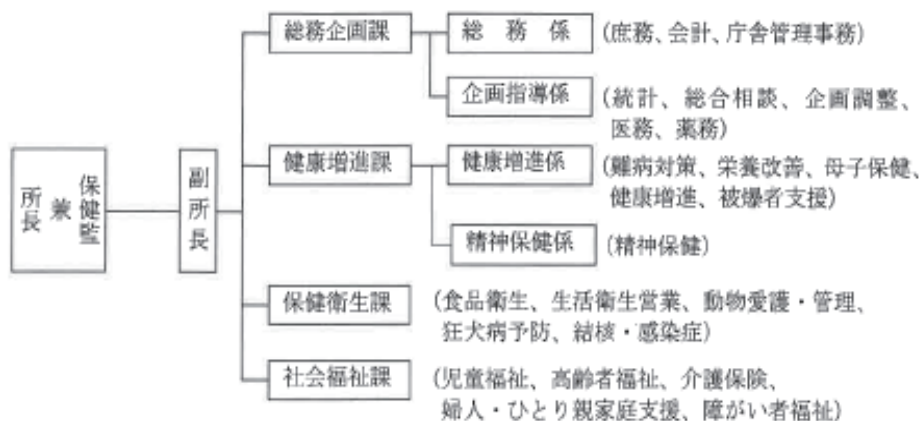 保健監
兼
所長
副所長
総務企画課
総務係
(庶務、会計、庁舎管理事務)
企画指導係
(統計、総合相談、企画調整、
医務、薬務)
健康増進課
健康増進係
(難病対策、栄養改善、母子保健、
健康増進、被爆者支援)
精神保健係
(精神保健)
保健衛生課
(食品衛生、生活衛生営業、動物愛護・管理、
狂犬病予防、結核・感染症)
社会福祉課
(児童福祉、高齢者福祉、介護保険、
婦人・ひとり親家庭支援、障がい者福祉)